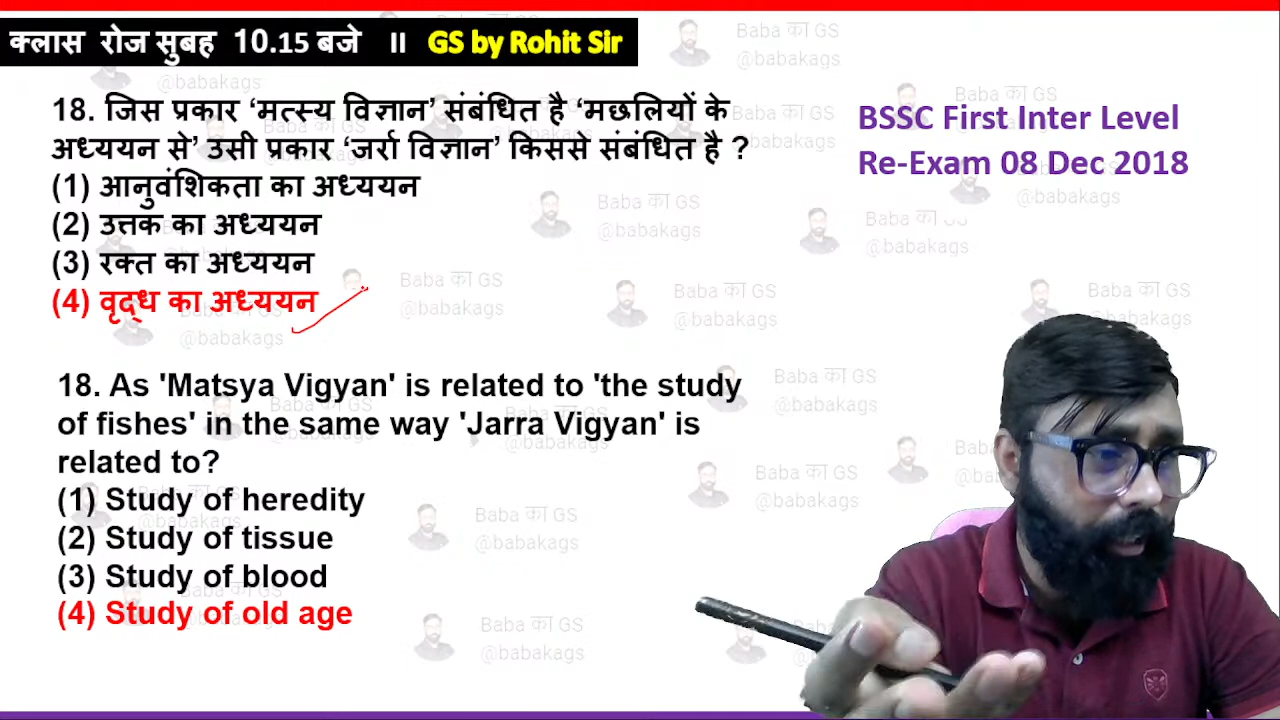 क्लास रोज सुबह 10.15 बजे II GS by Rohit Sir
18. जिस प्रकार ‘मत्स्य विज्ञान’ संबंधित है ‘मछलियों के
अध्ययन से’ उसी प्रकार ‘जर्रा विज्ञान’ किससे संबंधित है ?
(1) आनुवंशिकता का अध्ययन
(2) उत्तक का अध्ययन
(3) रक्त का अध्ययन
(4) वृद्ध का अध्ययन
BSSC First Inter Level
Re-Exam 08 Dec 2018
18. As 'Matsya Vigyan' is related to 'the study
of fishes' in the same way 'Jarra Vigyan' is
related to?
(1) Study of heredity
(2) Study of tissue
(3) Study of blood
(4) Study of old age
Baba का GS
@babakags